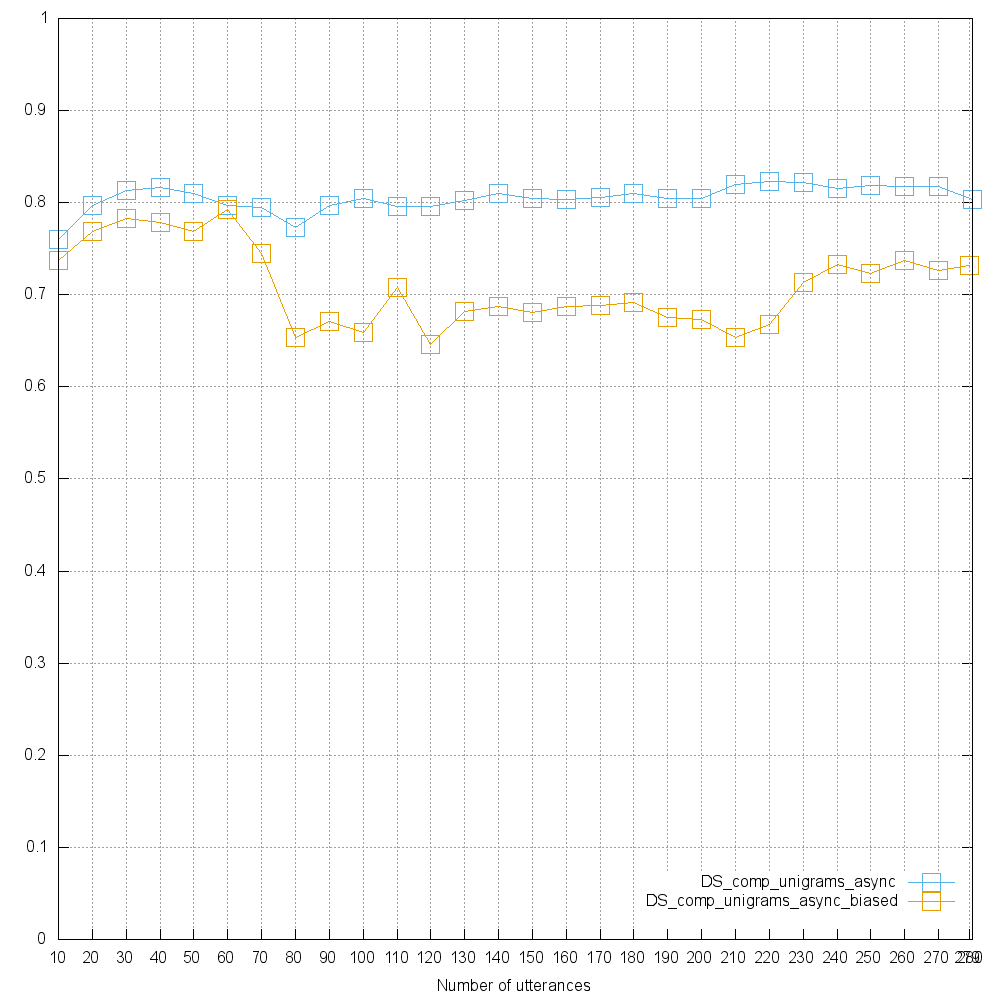 1
0.9
0.8
0.7
0.6
0.5
0.4
0.3
0.2
0.1
0
DS_comp_unigrams_async
DS_comp_unigrams_async_biased
10 20 30 40 50 60 70 80 90 100 110 120 130 140 150 160 170 180 190 200 210 220 230 240 250 260 270 279 280
Number of utterances